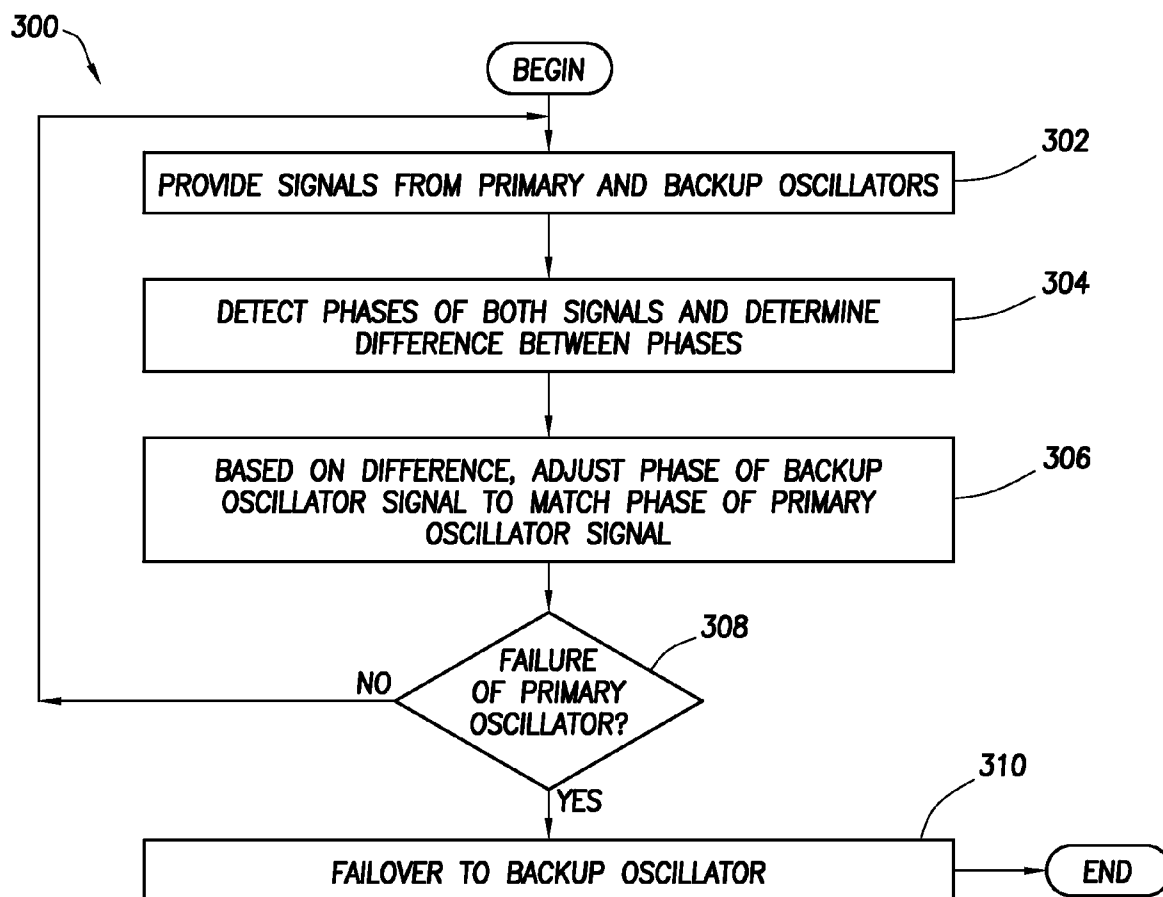 300
BEGIN
302
PROVIDE SIGNALS FROM PRIMARY AND BACKUP OSCILLATORS
304
DETECT PHASES OF BOTH SIGNALS AND DETERMINE
DIFFERENCE BETWEEN PHASES
306
BASED ON DIFFERENCE, ADJUST PHASE OF BACKUP
OSCILLATOR SIGNAL TO MATCH PHASE OF PRIMARY
OSCILLATOR SIGNAL
308
FAILURE
OF PRIMARY
OSCILLATOR?
NO
YES
310
FAILOVER TO BACKUP OSCILLATOR
END